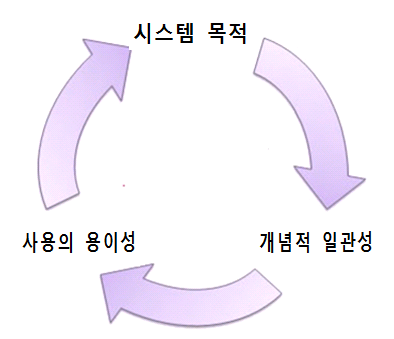 시스템 목적
개념적 일관성
사용의 용이성